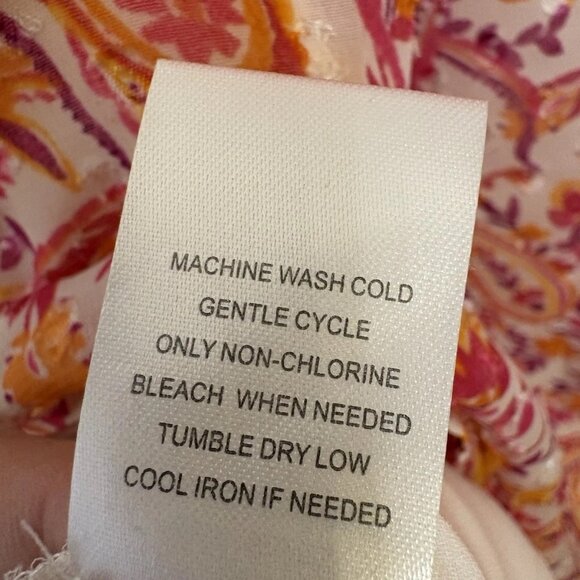 MACHINE WASH COLD
GENTLE CYCLE
ONLY NON-CHLORINE
BLEACH WHEN NEEDED
TUMBLE DRY LOW
COOL IRON IF NEEDED